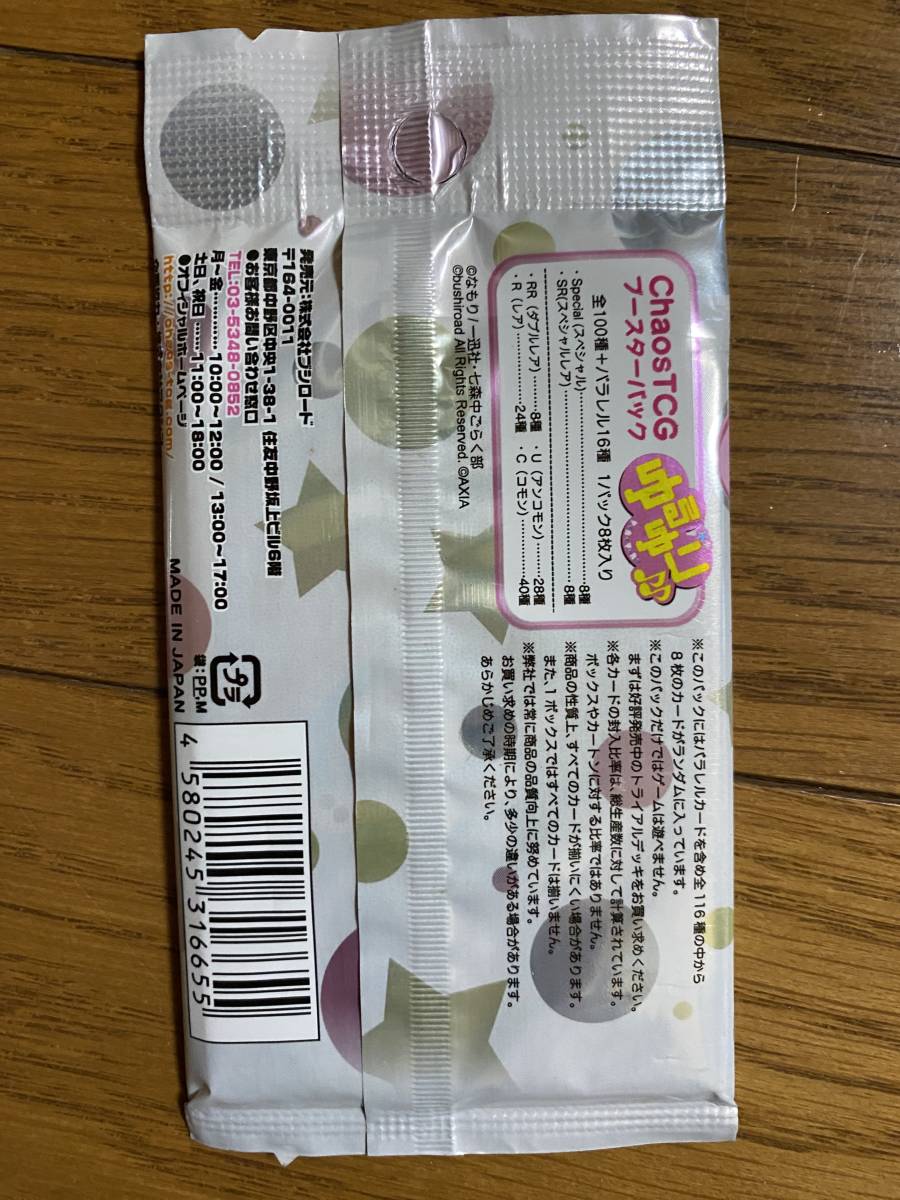 ChaosTCG
ブースターパック
ゆるゆり♪
全100種+パラレル16種 1パック8枚入り
・Special(スペシャル)……………8種
・SR(スペシャルレア)……………8種
・RR(ダブルレア)……8種 ・U(アンコモン)……28種
・R(レア)……24種 ・C(コモン)……40種
©なもり/一迅社・七森中ごらく部
©bushiroad All Rights Reserved. ©AXIA
※このパックにはパラレルカードを含め全116種の中から
8枚のカードがランダムに入っています。
※このパックだけではゲームは遊べません。
まずは好評発売中のトライアルデッキをお買い求めください。
※各カードの封入比率は、総生産数に対して計算されています。
ボックスやカートンに対する比率ではありません。
※商品の性質上、すべてのカードが揃いにくい場合があります。
また、1ボックスではすべてのカードは揃いません。
※弊社では常に商品の品質向上に努めています。
お買い求めの時期により、多少の違いがある場合があります。
あらかじめご了承ください。
発売元:株式会社ブシロード
〒164-0011
東京都中野区中央1-38-1 住友中野坂上ビル6階
●お客様お問い合わせ窓口
TEL:03-5348-0852
月~金…………10:00~12:00 / 13:00~17:00
土日、祝日……11:00~18:00
●オフィシャルホームページ
http://chaos-tcg.com/
MADE IN JAPAN
プラ
袋:PP,M
4 580245 316655